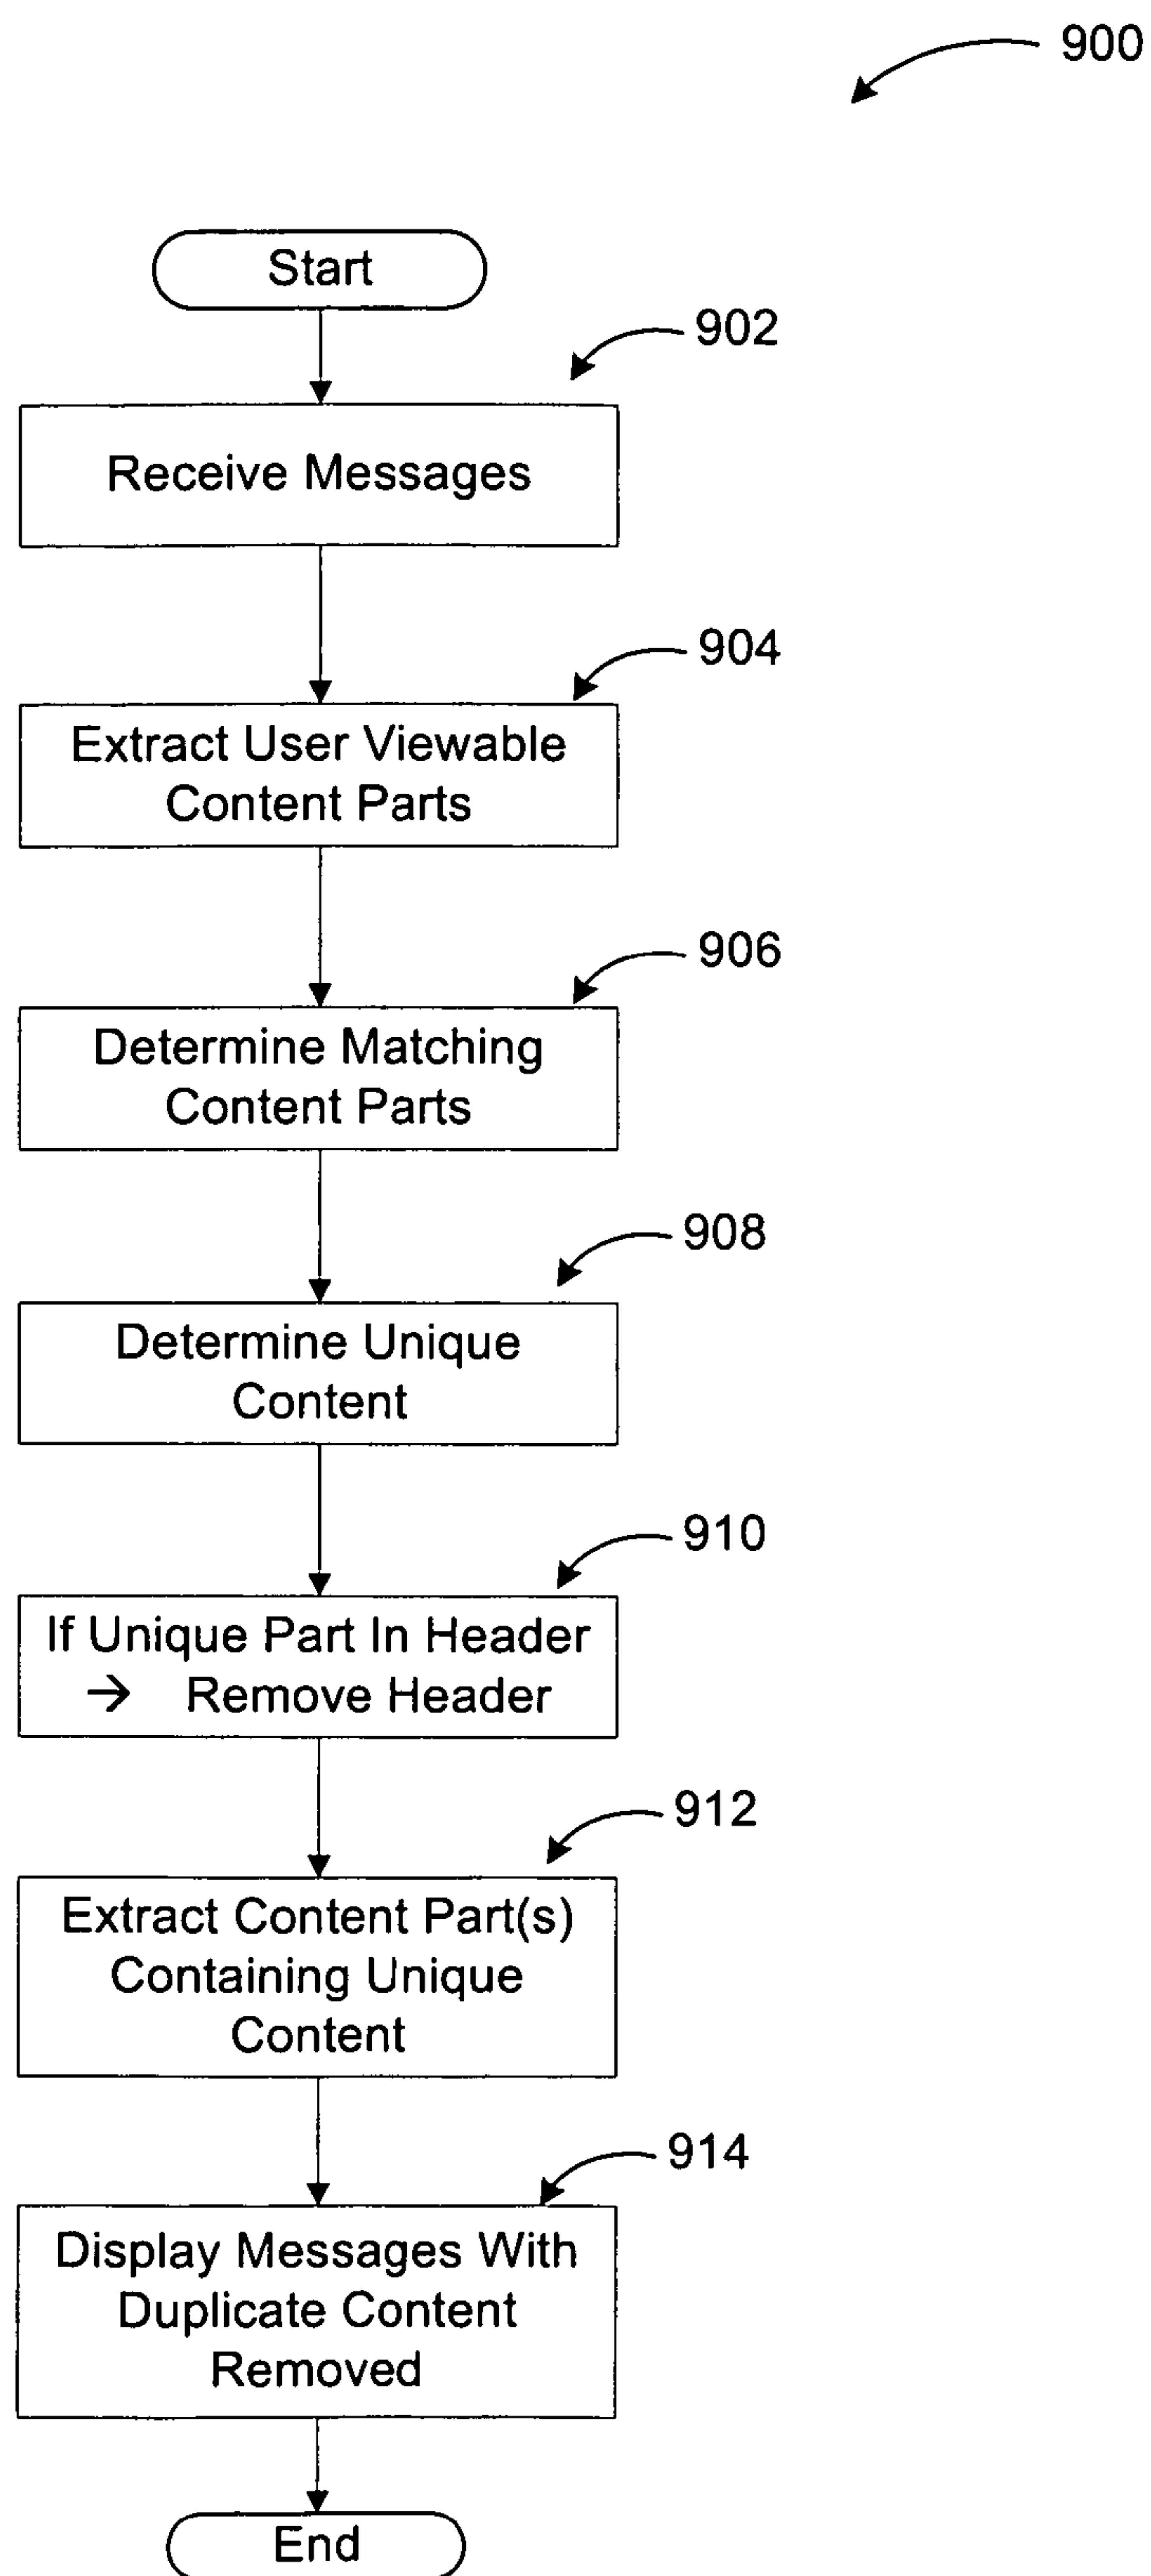 900
Start
902
Receive Messages
904
Extract User Viewable
Content Parts
906
Determine Matching
Content Parts
908
Determine Unique
Content
910
If Unique Part In Header
→ Remove Header
912
Extract Content Part(s)
Containing Unique
Content
914
Display Messages With
Duplicate Content
Removed
End